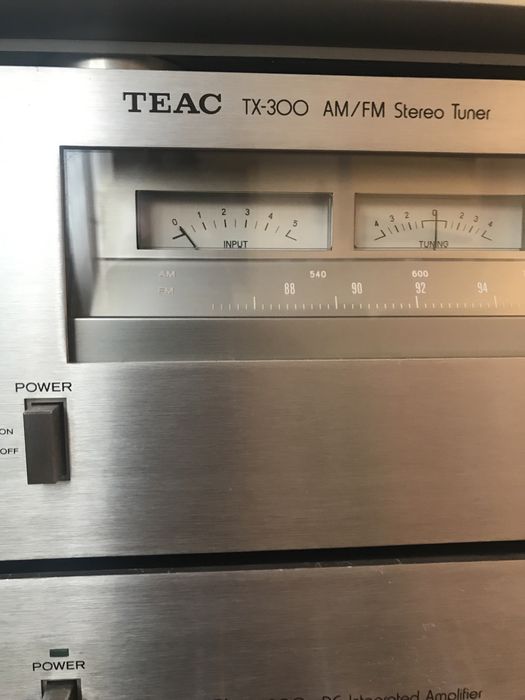 TEAC TX-300 AM/FM Stereo Tuner
0 1 2 3 4 5
INPUT
4 3 2 0 2 3 4
TUNING
AM 540 600
FM 88 90 92 94
POWER
ON
OFF
POWER
DC Integrated Amplifier